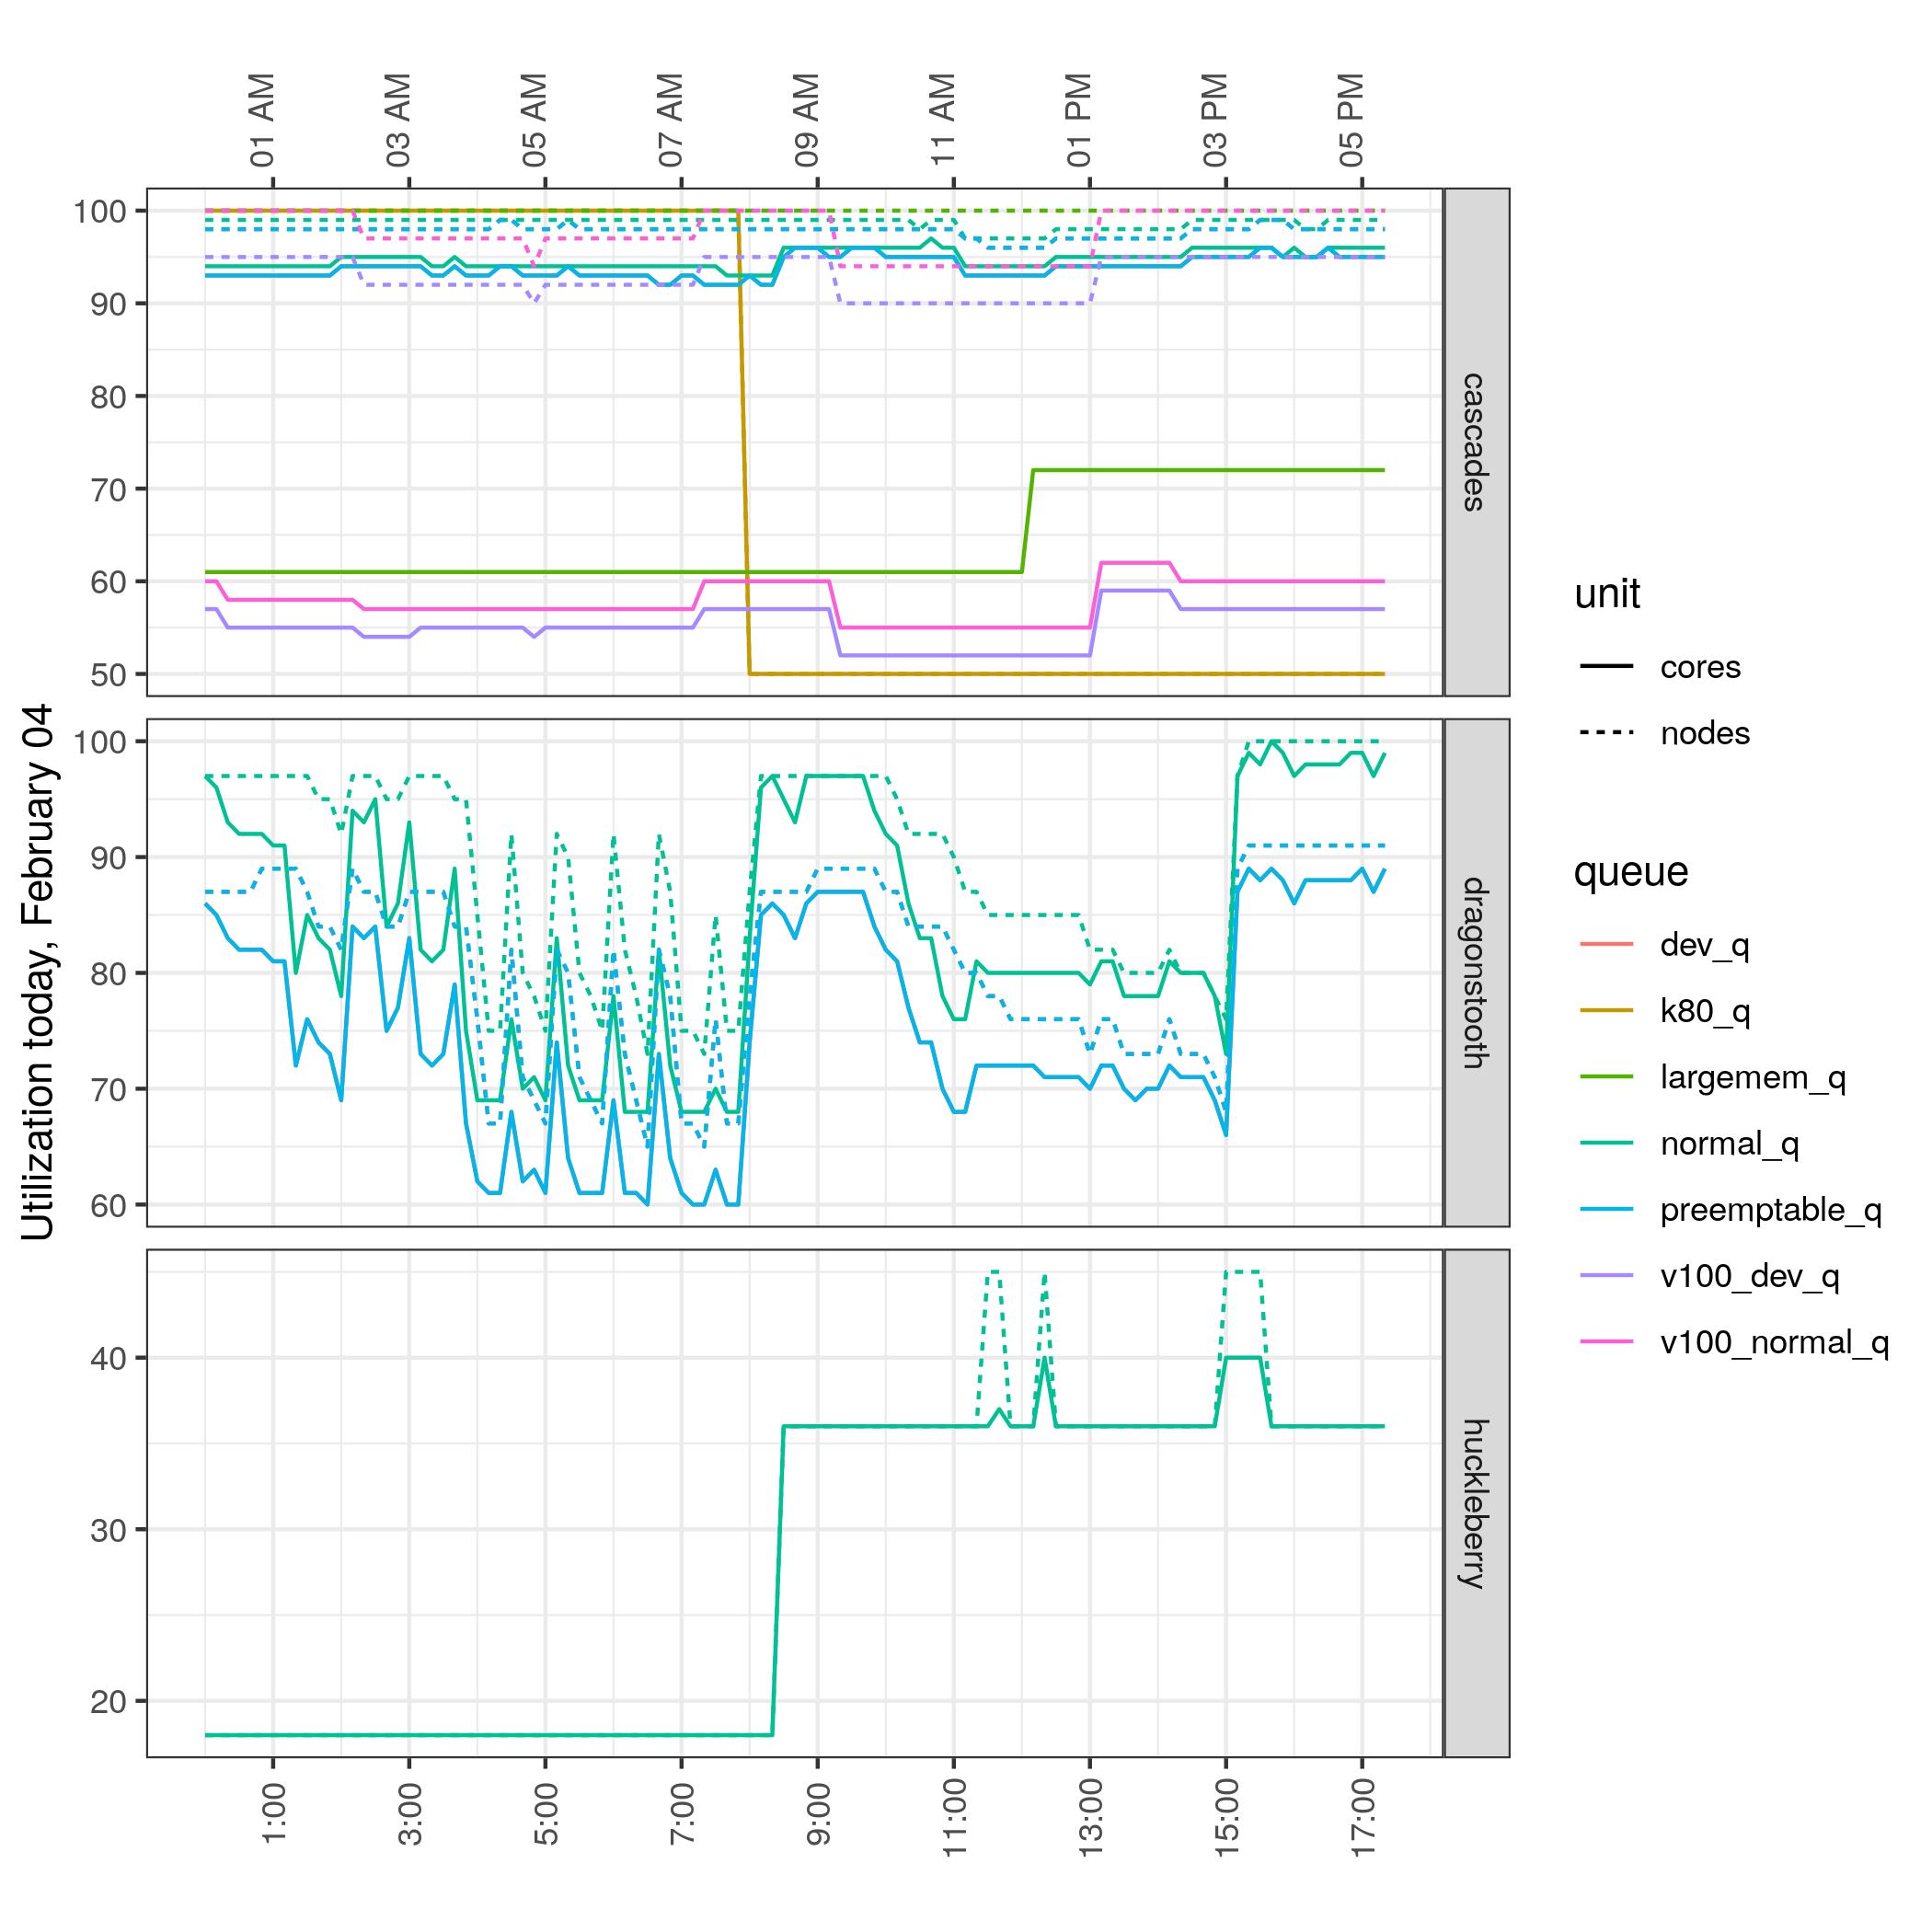 01 AM
03 AM
05 AM
07 AM
09 AM
11 AM
01 PM
03 PM
05 PM
Utilization today, February 04
100
90
80
70
60
50
cascades
100
90
80
70
60
dragonstooth
40
30
20
huckleberry
1:00
3:00
5:00
7:00
9:00
11:00
13:00
15:00
17:00
unit
cores
nodes
queue
dev_q
k80_q
largemem_q
normal_q
preemptable_q
v100_dev_q
v100_normal_q